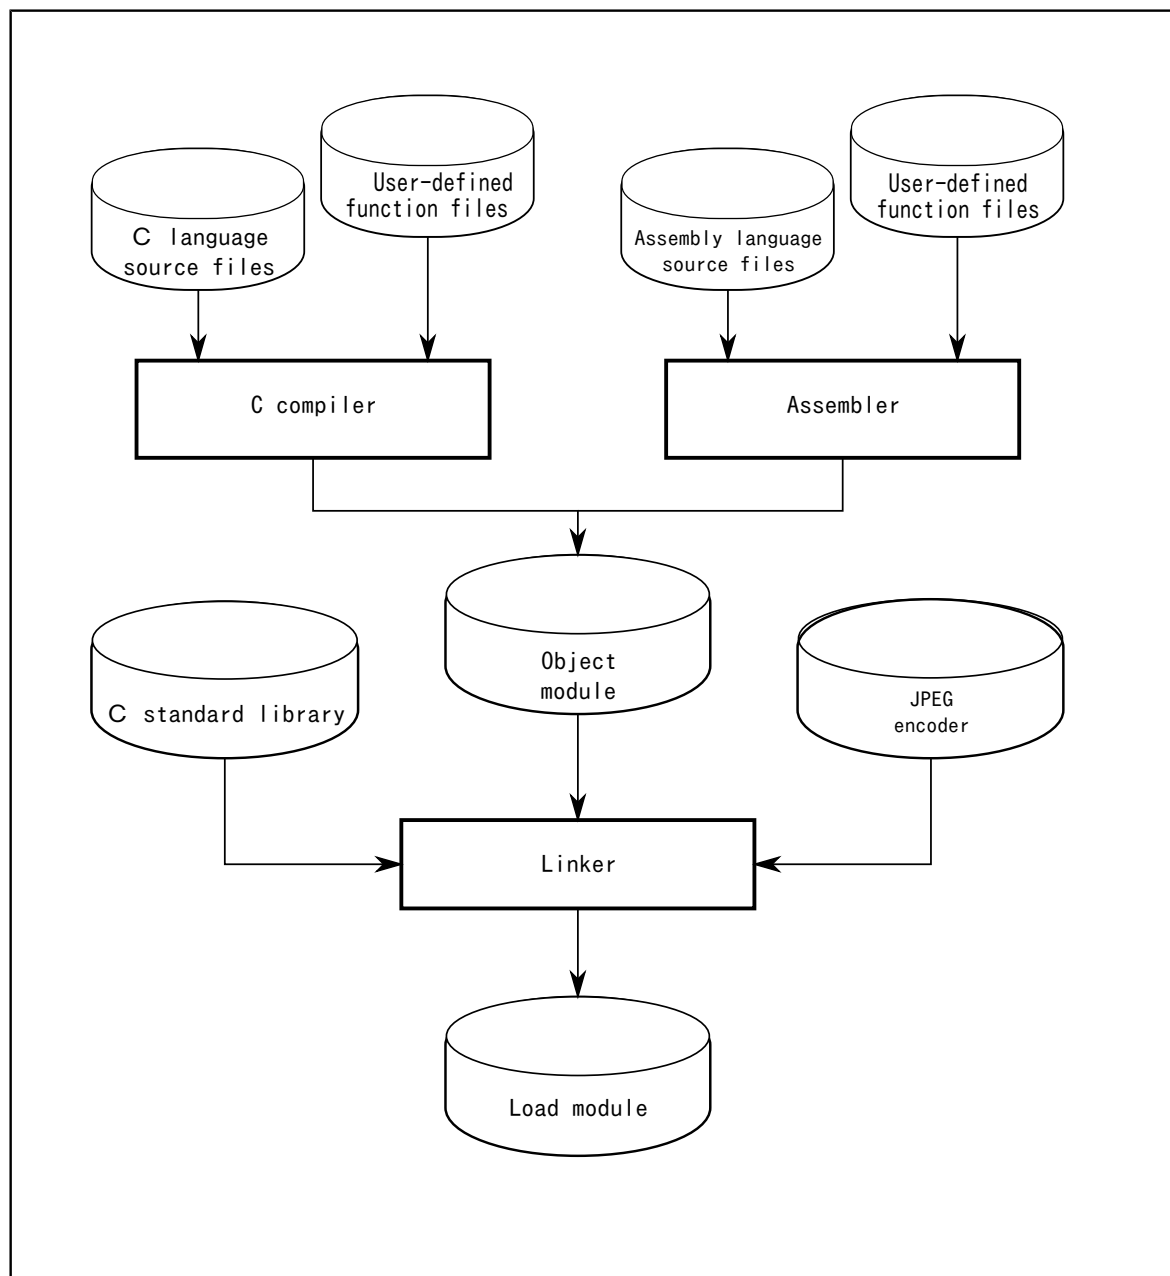 User-defined
function files
User-defined
function files
C language
source files
Assembly language
source files
C compiler
Assembler
Object
module
C standard library
JPEG
encoder
Linker
Load module